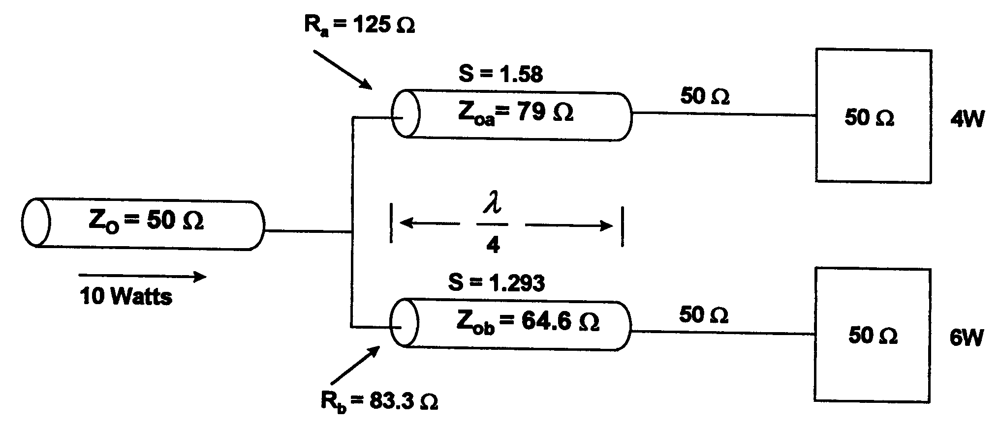 Ra = 125 Ω
S = 1.58
Zoa= 79 Ω
50 Ω
50 Ω
4W
ZO = 50 Ω
10 Watts
λ
4
S = 1.293
Zob = 64.6 Ω
50 Ω
50 Ω
6W
Rb = 83.3 Ω